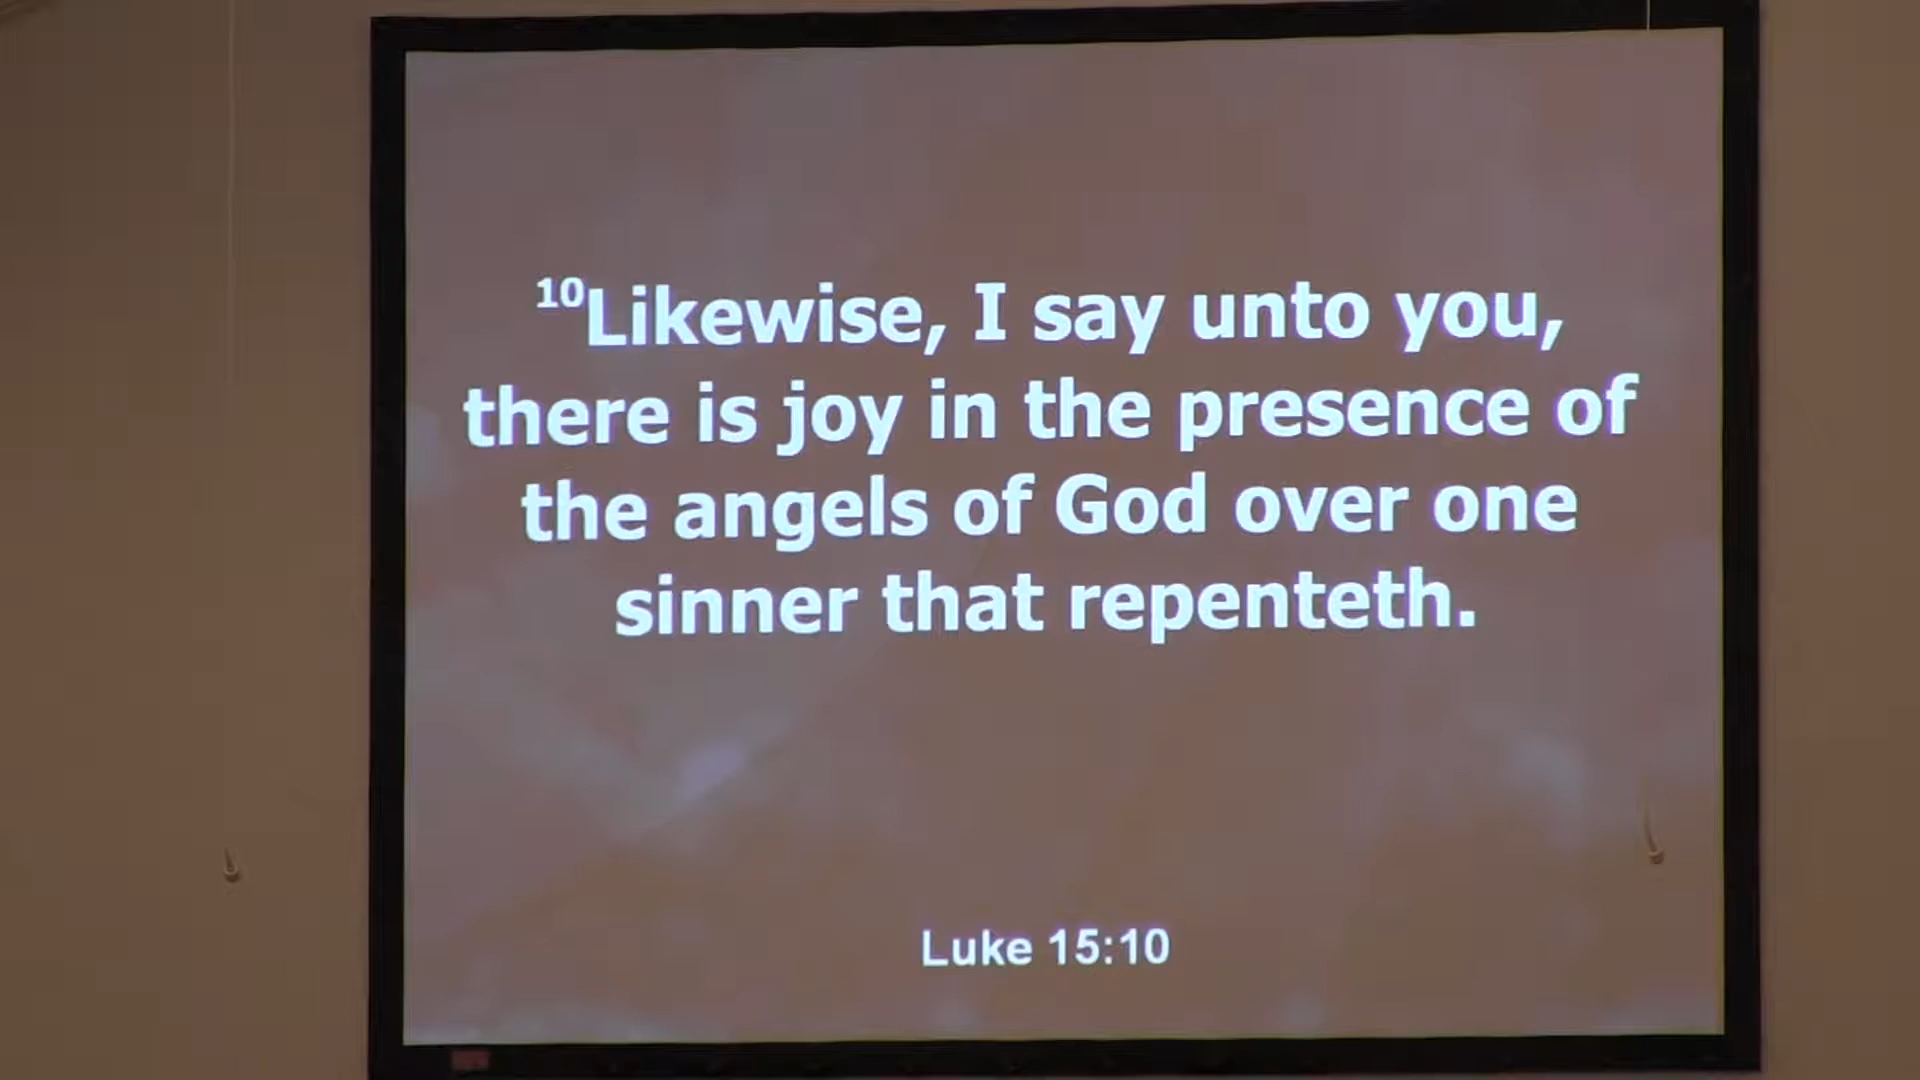 10Likewise, I say unto you,
there is joy in the presence of
the angels of God over one
sinner that repenteth.
Luke 15:10